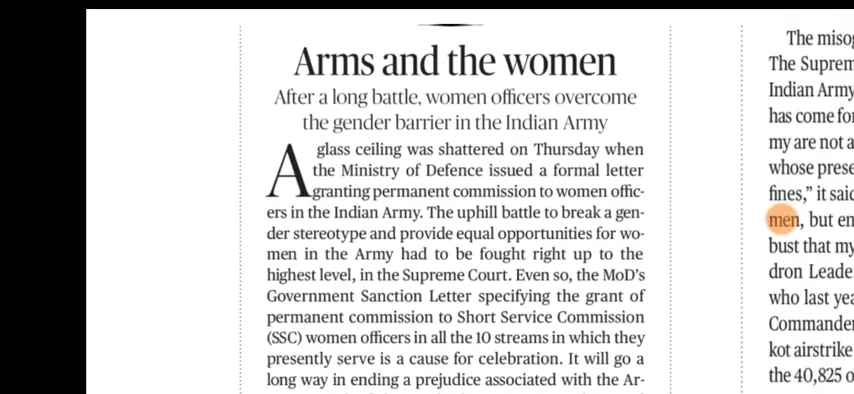 Arms and the women
After a long battle, women officers overcome
the gender barrier in the Indian Army
A glass ceiling was shattered on Thursday when
the Ministry of Defence issued a formal letter
granting permanent commission to women offic-
ers in the Indian Army. The uphill battle to break a gen-
der stereotype and provide equal opportunities for wo-
men in the Army had to be fought right up to the
highest level, in the Supreme Court. Even so, the MoD’s
Government Sanction Letter specifying the grant of
permanent commission to Short Service Commission
(SSC) women officers in all the 10 streams in which they
presently serve is a cause for celebration. It will go a
long way in ending a prejudice associated with the Ar-
The miso
The Suprem
Indian Army
has come for
my are not a
whose prese
fines,” it said
men, but en
bust that my
dron Leade
who last yea
Commander
kot airstrike
the 40,825 o